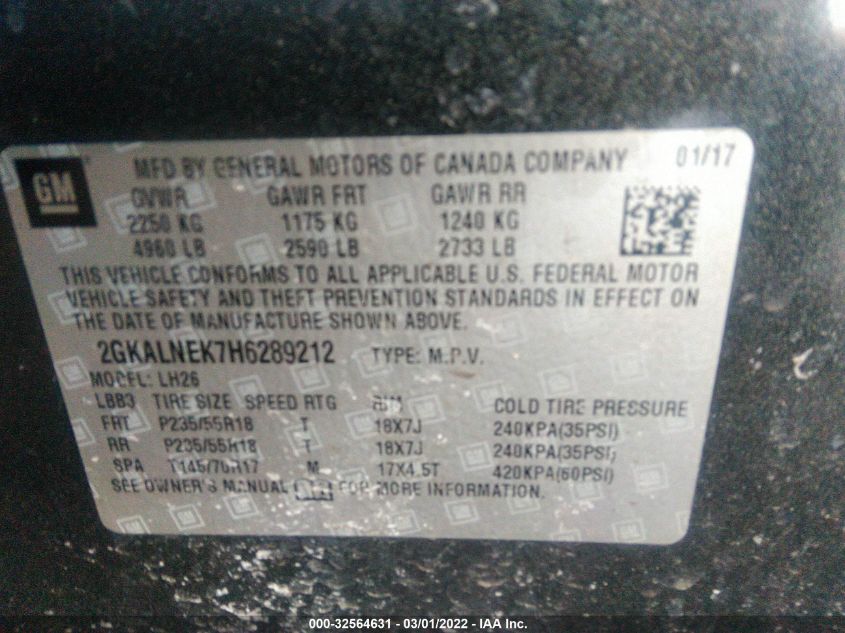 GM
MFD BY GENERAL MOTORS OF CANADA COMPANY 01/17
GVWR GAWR FRT GAWR RR
2250 KG 1175 KG 1240 KG
4960 LB 2590 LB 2733 LB
THIS VEHICLE CONFORMS TO ALL APPLICABLE U.S. FEDERAL MOTOR
VEHICLE SAFETY AND THEFT PREVENTION STANDARDS IN EFFECT ON
THE DATE OF MANUFACTURE SHOWN ABOVE.
2GKALNEK7H6289212 TYPE: M.P.V.
MODEL: LH26
LBB3 TIRE SIZE SPEED RTG RIM COLD TIRE PRESSURE
FRT P235/55R18 T 18X7J 240KPA(35PSI)
RR P235/55R18 T 18X7J 240KPA(35PSI)
SPA T145/70R17 M 17X4.5T 420KPA(60PSI)
SEE OWNER'S MANUAL FOR MORE INFORMATION.
000-32564631 - 03/01/2022 - IAA Inc.